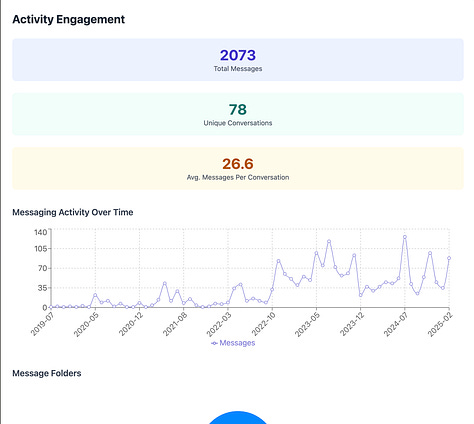 Activity Engagement
2073
Total Messages
78
Unique Conversations
26.6
Avg. Messages Per Conversation
Messaging Activity Over Time
140
105
70
35
0
2019-07
2020-05
2020-12
2021-08
2022-03
2022-10
2023-05
2023-12
2024-07
2025-02
Messages
Message Folders